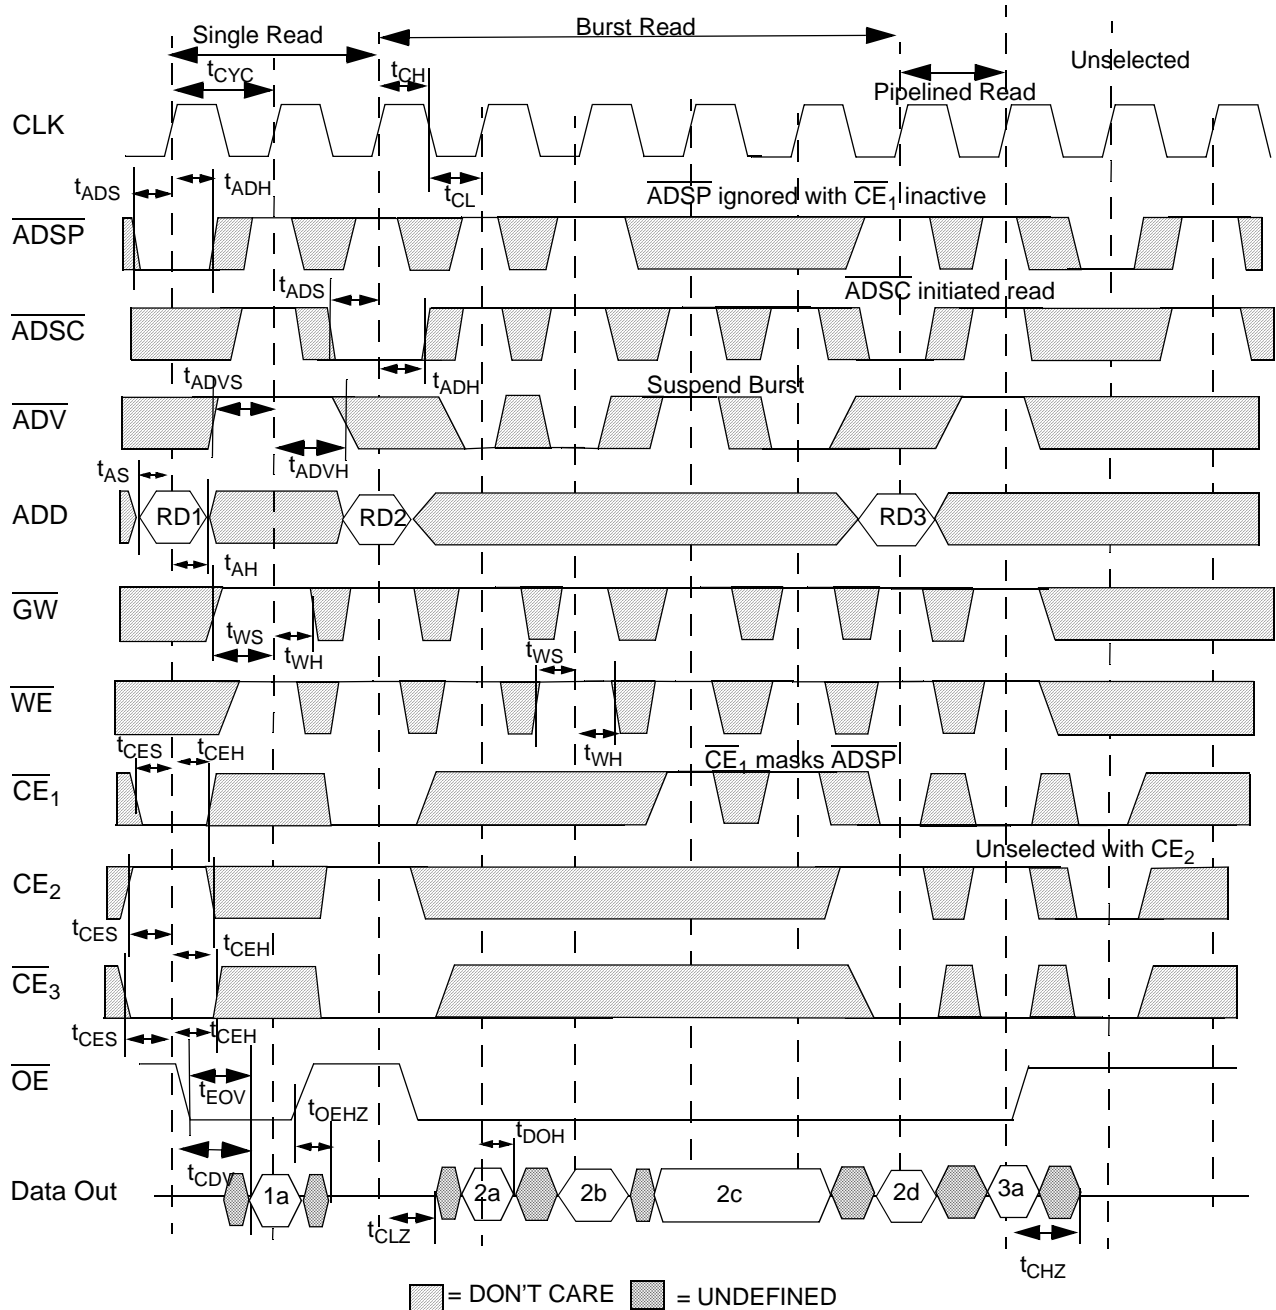 Single Read
Burst Read
Unselected
tCYC
tCH
Pipelined Read
CLK
tADS
tADH
tCL
ADSP ignored with CE1 inactive
ADSP
tADS
ADSC initiated read
ADSC
tADVS
tADH
Suspend Burst
ADV
tADVH
tAS
ADD
RD1
RD2
RD3
tAH
GW
tWS
tWH
tWS
WE
tCES
tCEH
tWH
CE1 masks ADSP
CE1
Unselected with CE2
CE2
tCES
tCEH
CE3
tCES
tCEH
OE
tEOV
tOEHZ
tDOH
tCDV
Data Out
1a
2a
2b
2c
2d
3a
tCLZ
tCHZ
= DON'T CARE
= UNDEFINED